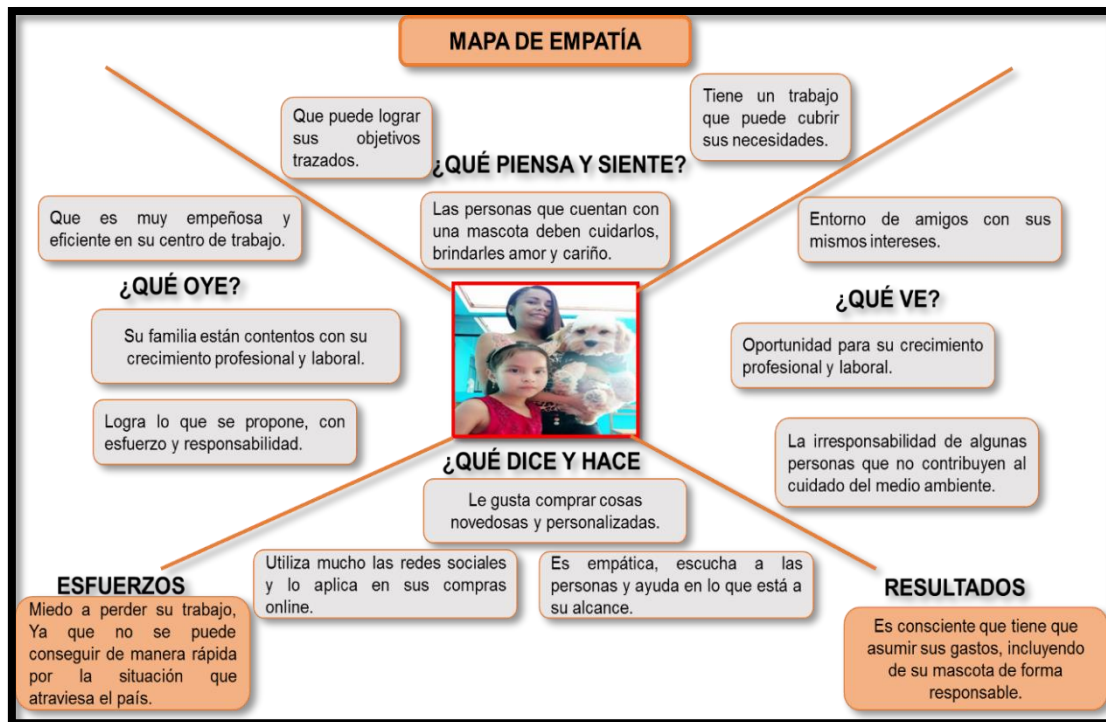 MAPA DE EMPATÍA
Que puede lograr
sus objetivos
trazados.
Tiene un trabajo
que puede cubrir
sus necesidades.
¿QUÉ PIENSA Y SIENTE?
Las personas que cuentan con
una mascota deben cuidarlos,
brindarles amor y cariño.
Que es muy empeñosa y
eficiente en su centro de trabajo.
¿QUÉ OYE?
Su familia están contentos con su
crecimiento profesional y laboral.
Logra lo que se propone, con
esfuerzo y responsabilidad.
Entorno de amigos con sus
mismos intereses.
¿QUÉ VE?
Oportunidad para su crecimiento
profesional y laboral.
La irresponsabilidad de algunas
personas que no contribuyen al
cuidado del medio ambiente.
¿QUÉ DICE Y HACE
Le gusta comprar cosas
novedosas y personalizadas.
Utiliza mucho las redes sociales
y lo aplica en sus compras
online.
Es empática, escucha a las
personas y ayuda en lo que está a
su alcance.
ESFUERZOS
Miedo a perder su trabajo,
Ya que no se puede
conseguir de manera rápida
por la situación que
atraviesa el país.
RESULTADOS
Es consciente que tiene que
asumir sus gastos, incluyendo
de su mascota de forma
responsable.